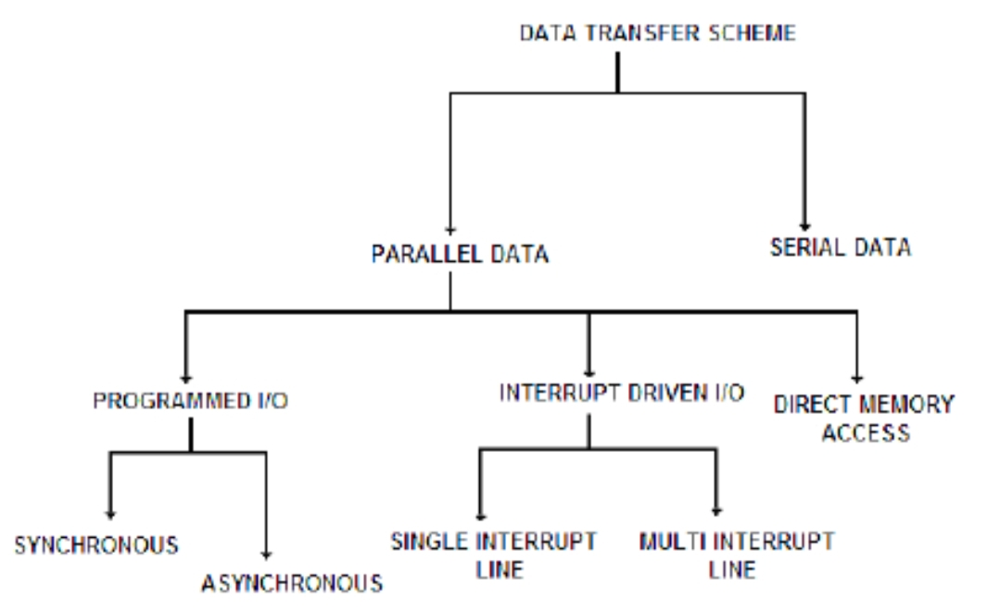 DATA TRANSFER SCHEME
PARALLEL DATA
SERIAL DATA
PROGRAMMED I/O
INTERRUPT DRIVEN I/O
DIRECT MEMORY
ACCESS
SYNCHRONOUS
ASYNCHRONOUS
SINGLE INTERRUPT
LINE
MULTI INTERRUPT
LINE